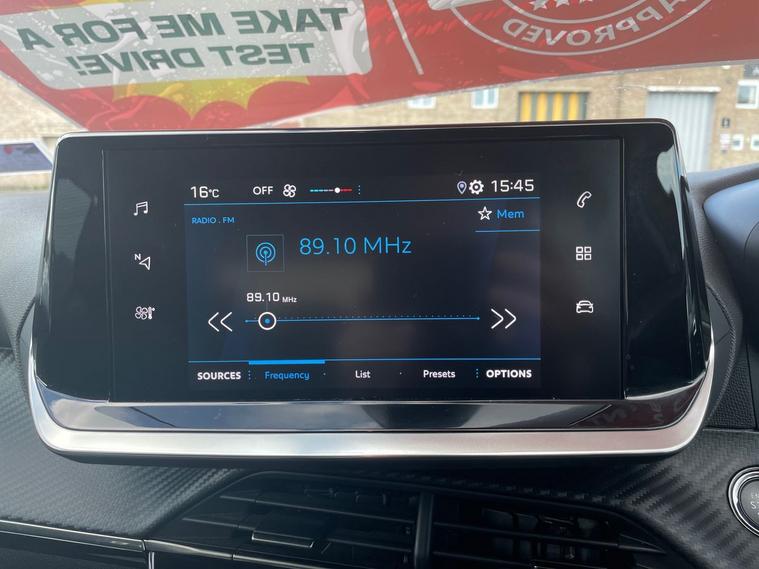 TAKE ME FOR A
TEST DRIVE!
APPROVED
16°C
OFF
15:45
RADIO . FM
Mem
89.10 MHz
89.10 MHz
N
SOURCES
Frequency
List
Presets
OPTIONS